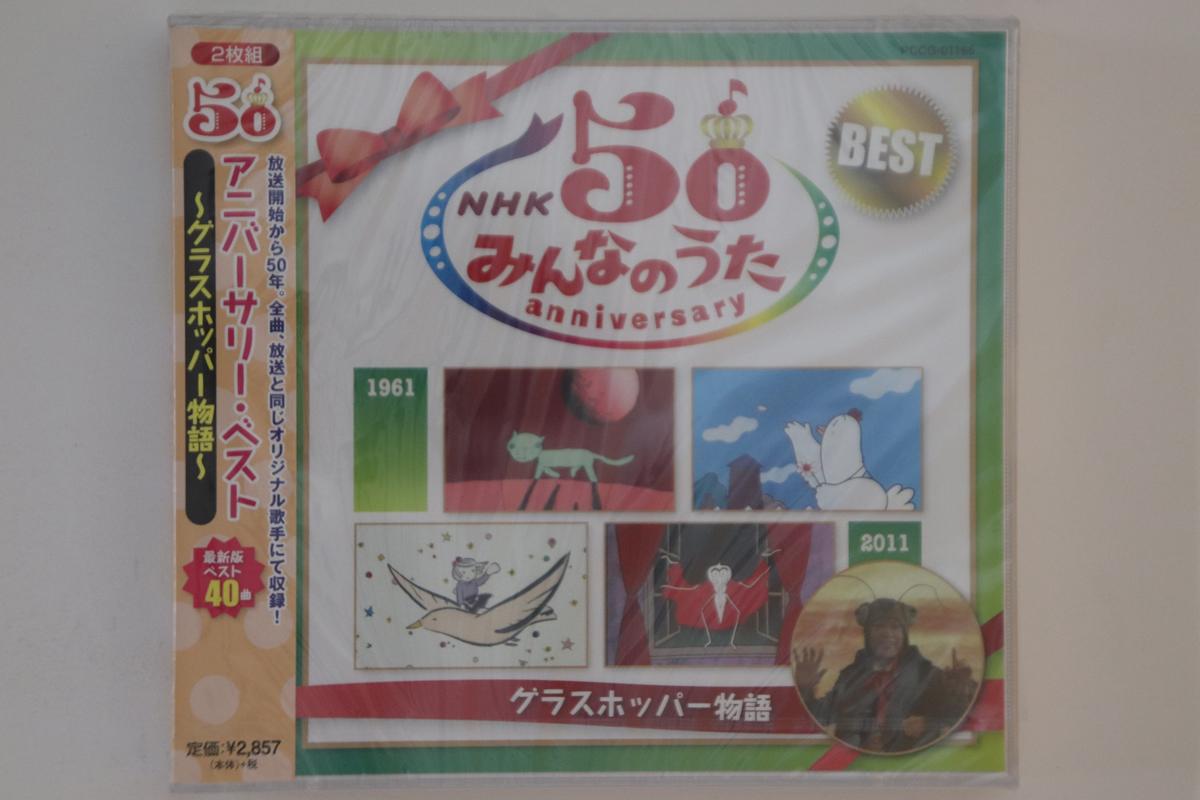 2枚組
50
放送開始から50年。全曲、放送と同じオリジナル歌手にて収録！
アニバーサリー・ベスト
～グラスホッパー物語～
最新版
ベスト
40曲
定価:¥2,857
(本体)+税
PCCG-01166
BEST
50
NHK
みんなのうた
anniversary
1961
2011
グラスホッパー物語